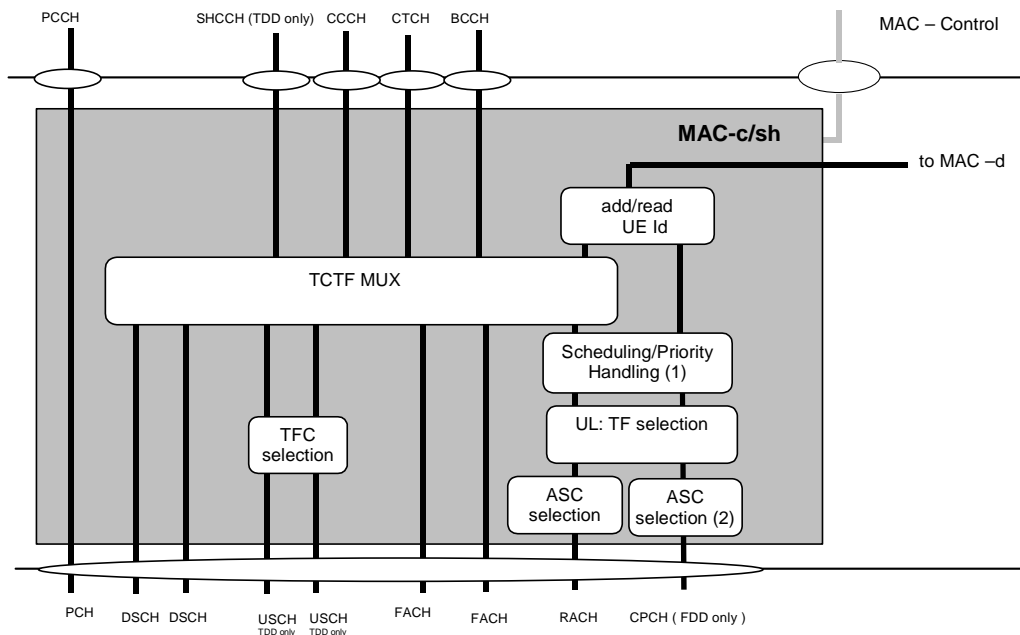 PCCH
SHCCH (TDD only)
CCCH
CTCH
BCCH
MAC – Control
MAC-c/sh
to MAC –d
add/read
UE Id
TCTF MUX
Scheduling/Priority
Handling (1)
UL: TF selection
TFC
selection
ASC
selection
ASC
selection (2)
PCH
DSCH
DSCH
USCH
TDD only
USCH
TDD only
FACH
FACH
RACH
CPCH ( FDD only )